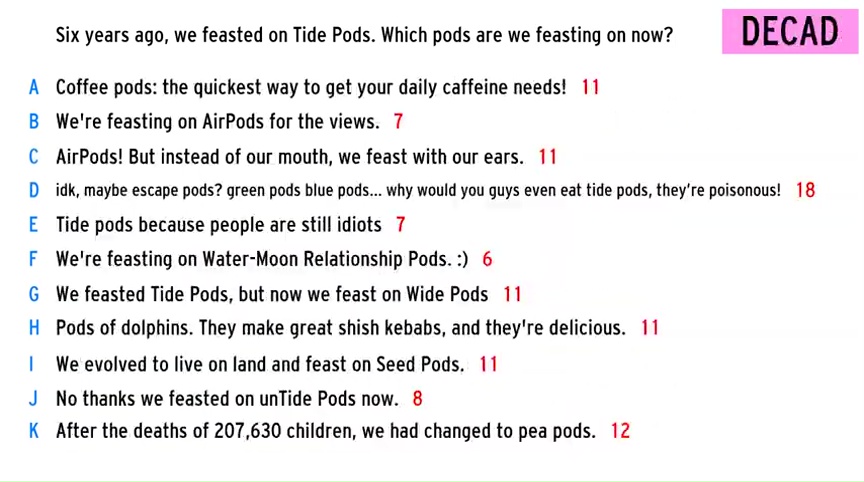 Six years ago, we feasted on Tide Pods. Which pods are we feasting on now?
DECAD
A Coffee pods: the quickest way to get your daily caffeine needs! 11
B We're feasting on AirPods for the views. 7
C AirPods! But instead of our mouth, we feast with our ears. 11
D idk, maybe escape pods? green pods blue pods... why would you guys even eat tide pods, they're poisonous! 18
E Tide pods because people are still idiots 7
F We're feasting on Water-Moon Relationship Pods. :) 6
G We feasted Tide Pods, but now we feast on Wide Pods 11
H Pods of dolphins. They make great shish kebabs, and they're delicious. 11
I We evolved to live on land and feast on Seed Pods. 11
J No thanks we feasted on unTide Pods now. 8
K After the deaths of 207,630 children, we had changed to pea pods. 12